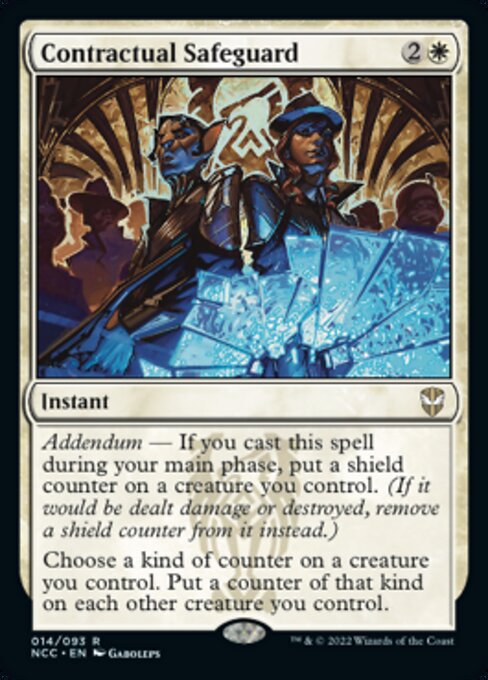 Contractual Safeguard 2
Instant
Addendum — If you cast this spell
during your main phase, put a shield
counter on a creature you control. (If it
would be dealt damage or destroyed, remove
a shield counter from it instead.)
Choose a kind of counter on a creature
you control. Put a counter of that kind
on each other creature you control.
014/093 R
NCC • EN Gaboleps
™ & © 2022 Wizards of the Coast